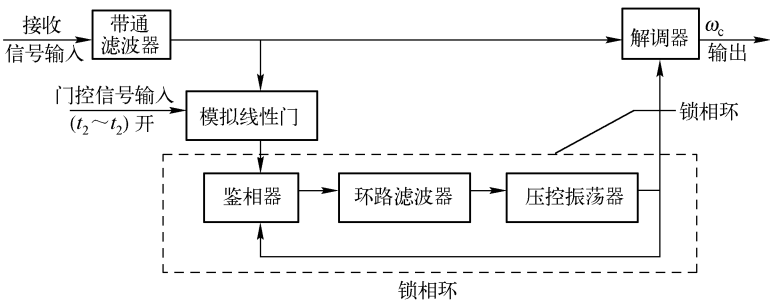 接收
信号输入
带通
滤波器
解调器
ω_c
输出
门控信号输入
(t₂～t₂) 开
模拟线性门
锁相环
鉴相器
环路滤波器
压控振荡器
锁相环